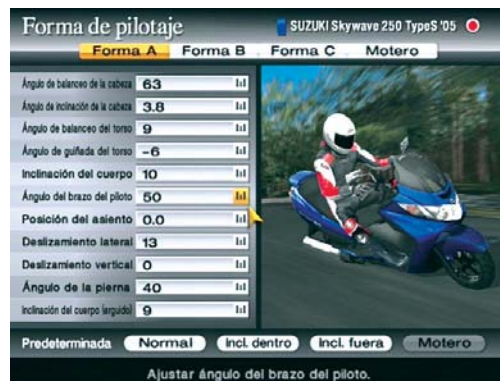 Forma de pilotaje
SUZUKI Skywave 250 TypeS '05
Forma A Forma B Forma C Motero
Ángulo de balanceo de la cabeza 63
Ángulo de inclinación de la cabeza 3.8
Ángulo de balanceo del torso 9
Ángulo de guiñada del torso -6
Inclinación del cuerpo 10
Ángulo del brazo del piloto 50
Posición del asiento 0.0
Deslizamiento lateral 13
Deslizamiento vertical 0
Ángulo de la pierna 40
Inclinación del cuerpo (erguido) 9
Predeterminada Normal Incl. dentro Incl. fuera Motero
Ajustar ángulo del brazo del piloto.